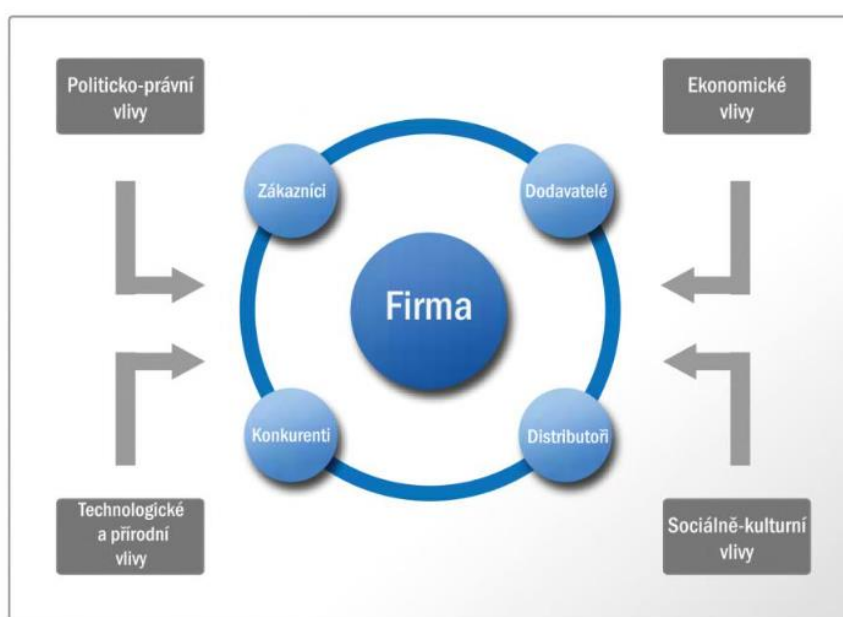 Politicko-právní
vlivy
Ekonomické
vlivy
Zákazníci
Dodavatelé
Firma
Konkurenti
Distributoři
Technologické
a přírodní
vlivy
Sociálně-kulturní
vlivy